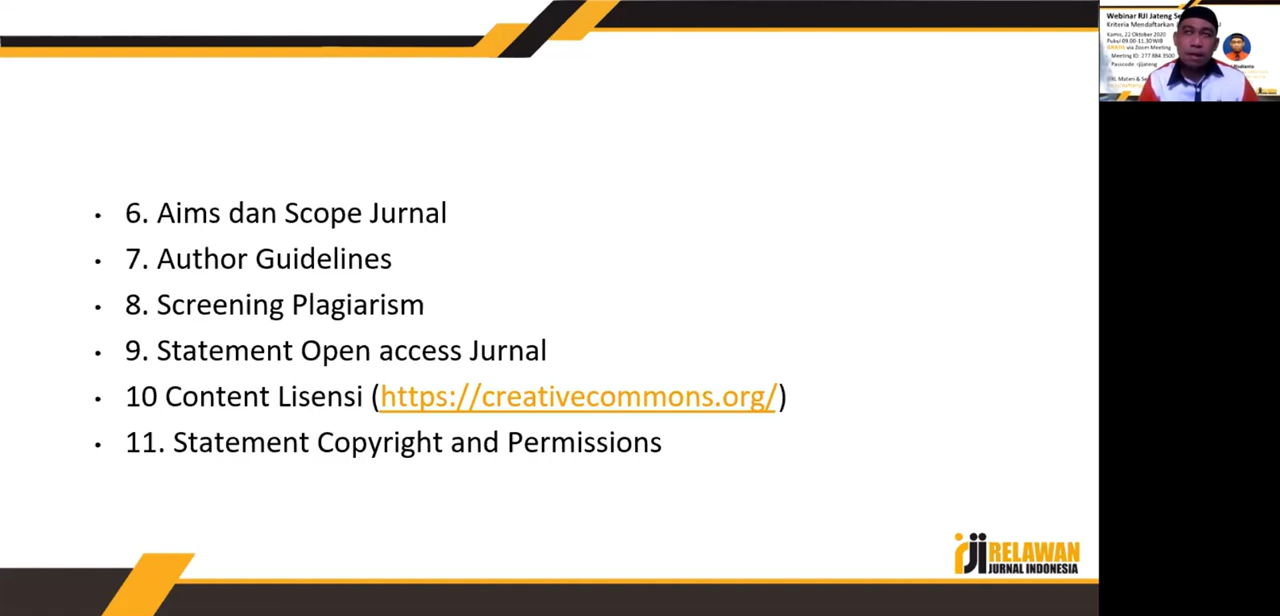 • 6. Aims dan Scope Jurnal
• 7. Author Guidelines
• 8. Screening Plagiarism
• 9. Statement Open access Jurnal
• 10 Content Lisensi (https://creativecommons.org/)
• 11. Statement Copyright and Permissions
rji RELAWAN
JURNAL INDONESIA
Webinar RJI Jateng
Kriteria Mendaftarkan
Kamis, 22 Oktober 2020
Pukul 09.00-11.30 WIB
GRATIS via Zoom Meeting
Meeting ID: 277 884 3500
Passcode: rjijateng